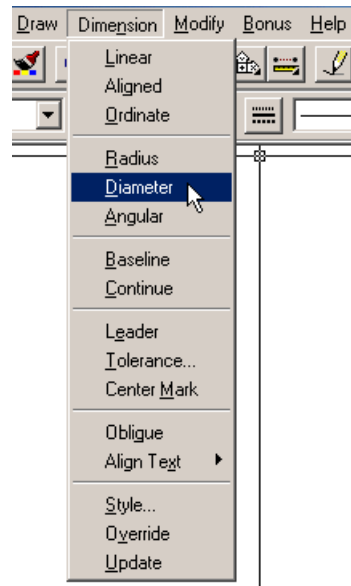 Draw Dimension Modify Bonus Help
Linear
Aligned
Ordinate
Radius
Diameter
Angular
Baseline
Continue
Leader
Tolerance...
Center Mark
Obligue
Align Text
Style...
Override
Update